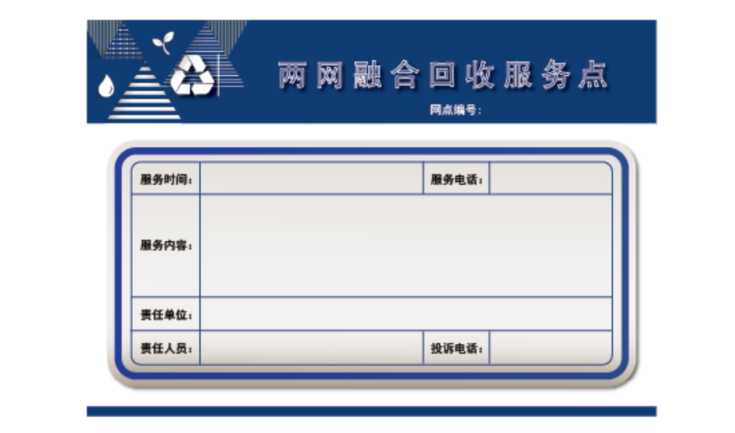 两网融合回收服务点
网点编号：
服务时间： 服务电话：
服务内容：
责任单位：
责任人员： 投诉电话：